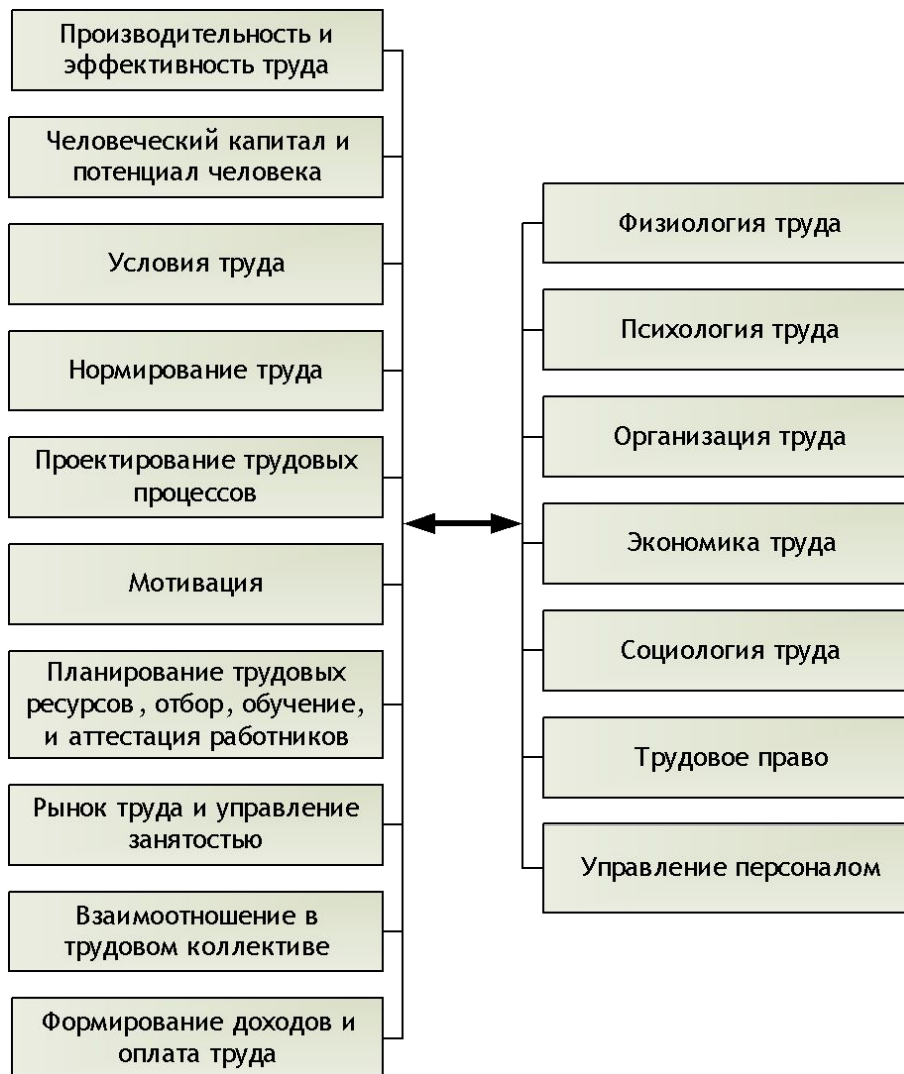 Производительность и
эффективность труда
Человеческий капитал и
потенциал человека
Условия труда
Нормирование труда
Проектирование трудовых
процессов
Мотивация
Планирование трудовых
ресурсов, отбор, обучение,
и аттестация работников
Рынок труда и управление
занятостью
Взаимоотношение в
трудовом коллективе
Формирование доходов и
оплата труда
Физиология труда
Психология труда
Организация труда
Экономика труда
Социология труда
Трудовое право
Управление персоналом